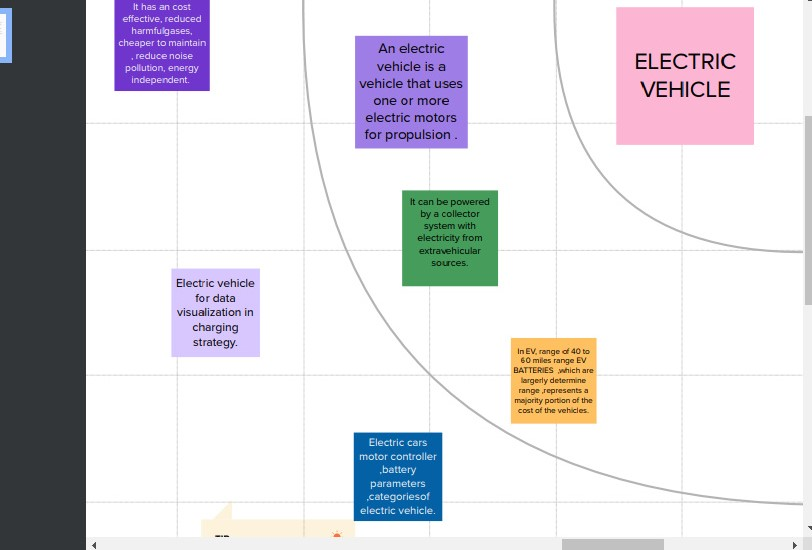 It has an cost
effective, reduced
harmfulgases,
cheaper to maintain
, reduce noise
pollution, energy
independent.
An electric
vehicle is a
vehicle that uses
one or more
electric motors
for propulsion .
ELECTRIC
VEHICLE
It can be powered
by a collector
system with
electricity from
extravehicular
sources.
Electric vehicle
for data
visualization in
charging
strategy.
In EV, range of 40 to
60 miles range EV
BATTERIES ,which are
largerly determine
range ,represents a
majority portion of the
cost of the vehicles.
Electric cars
motor controller
,battery
parameters
,categoriesof
electric vehicle.
TIP